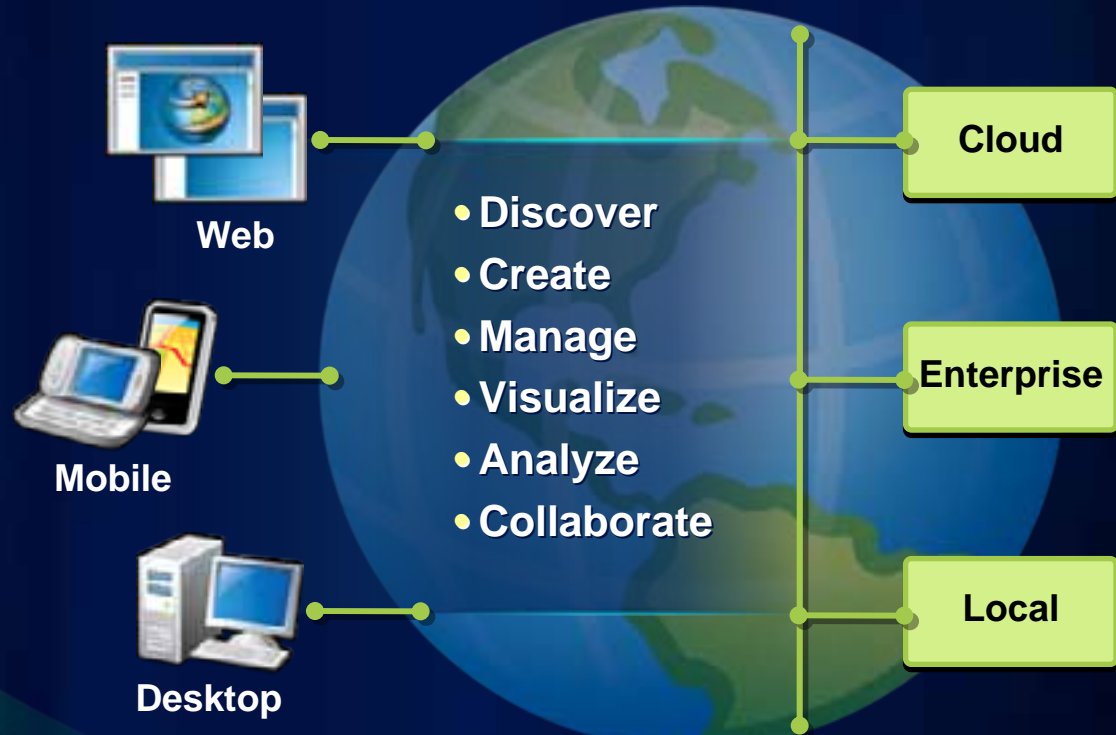 Web
Mobile
Desktop
• Discover
• Create
• Manage
• Visualize
• Analyze
• Collaborate
Cloud
Enterprise
Local